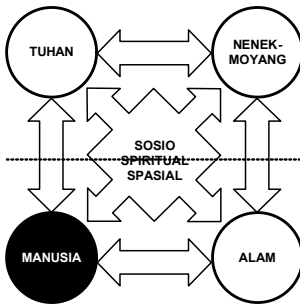 TUHAN
NENEK-
MOYANG
SOSIO
SPIRITUAL
SPASIAL
MANUSIA
ALAM